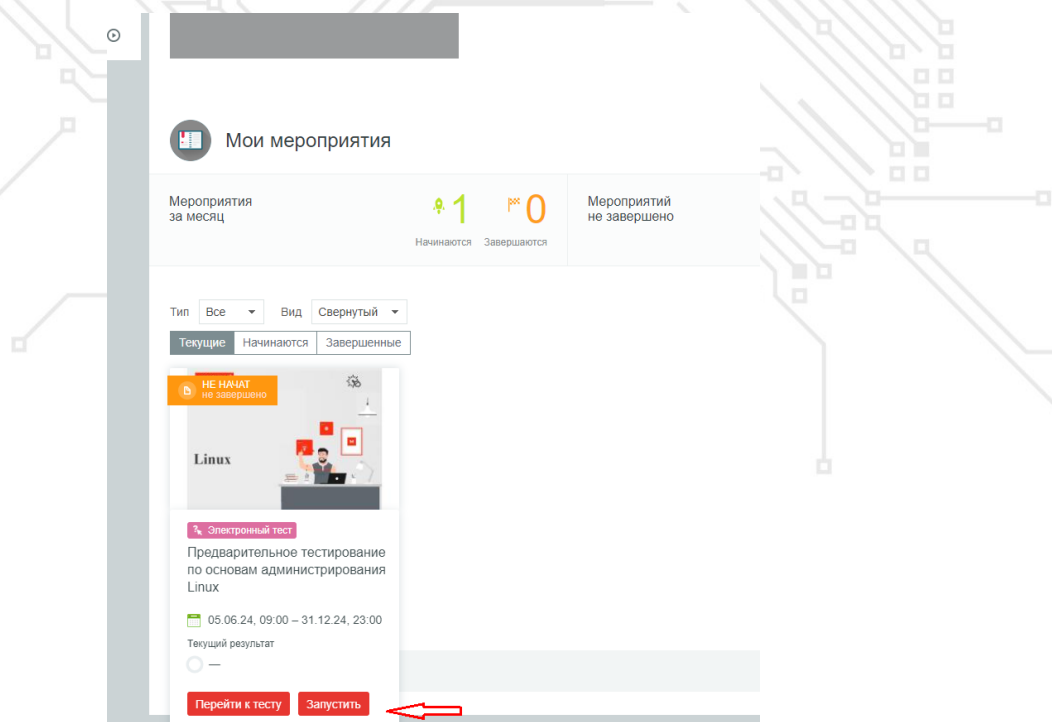 Мои мероприятия
Мероприятия
за месяц
1
0
Начинаются
Завершаются
Мероприятий
не завершено
Тип
Все
Вид
Свернутый
Текущие
Начинаются
Завершенные
НЕ НАЧАТ
не завершено
Linux
Электронный тест
Предварительное тестирование
по основам администрирования
Linux
05.06.24, 09:00 – 31.12.24, 23:00
Текущий результат
—
Перейти к тесту
Запустить